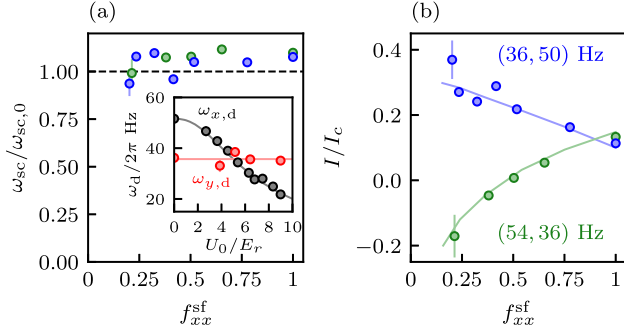 (a)
ω_sc/ω_sc,0
1.00
0.75
0.50
0.25
0.00
0
0.25
0.5
0.75
1
f_xx^sf
ω_d/2π Hz
60
40
20
ω_x,d
ω_y,d
0
2
4
6
8
10
U_0/E_r
(b)
I/I_c
0.4
0.2
0.0
−0.2
(36, 50) Hz
(54, 36) Hz
0
0.25
0.5
0.75
1
f_xx^sf